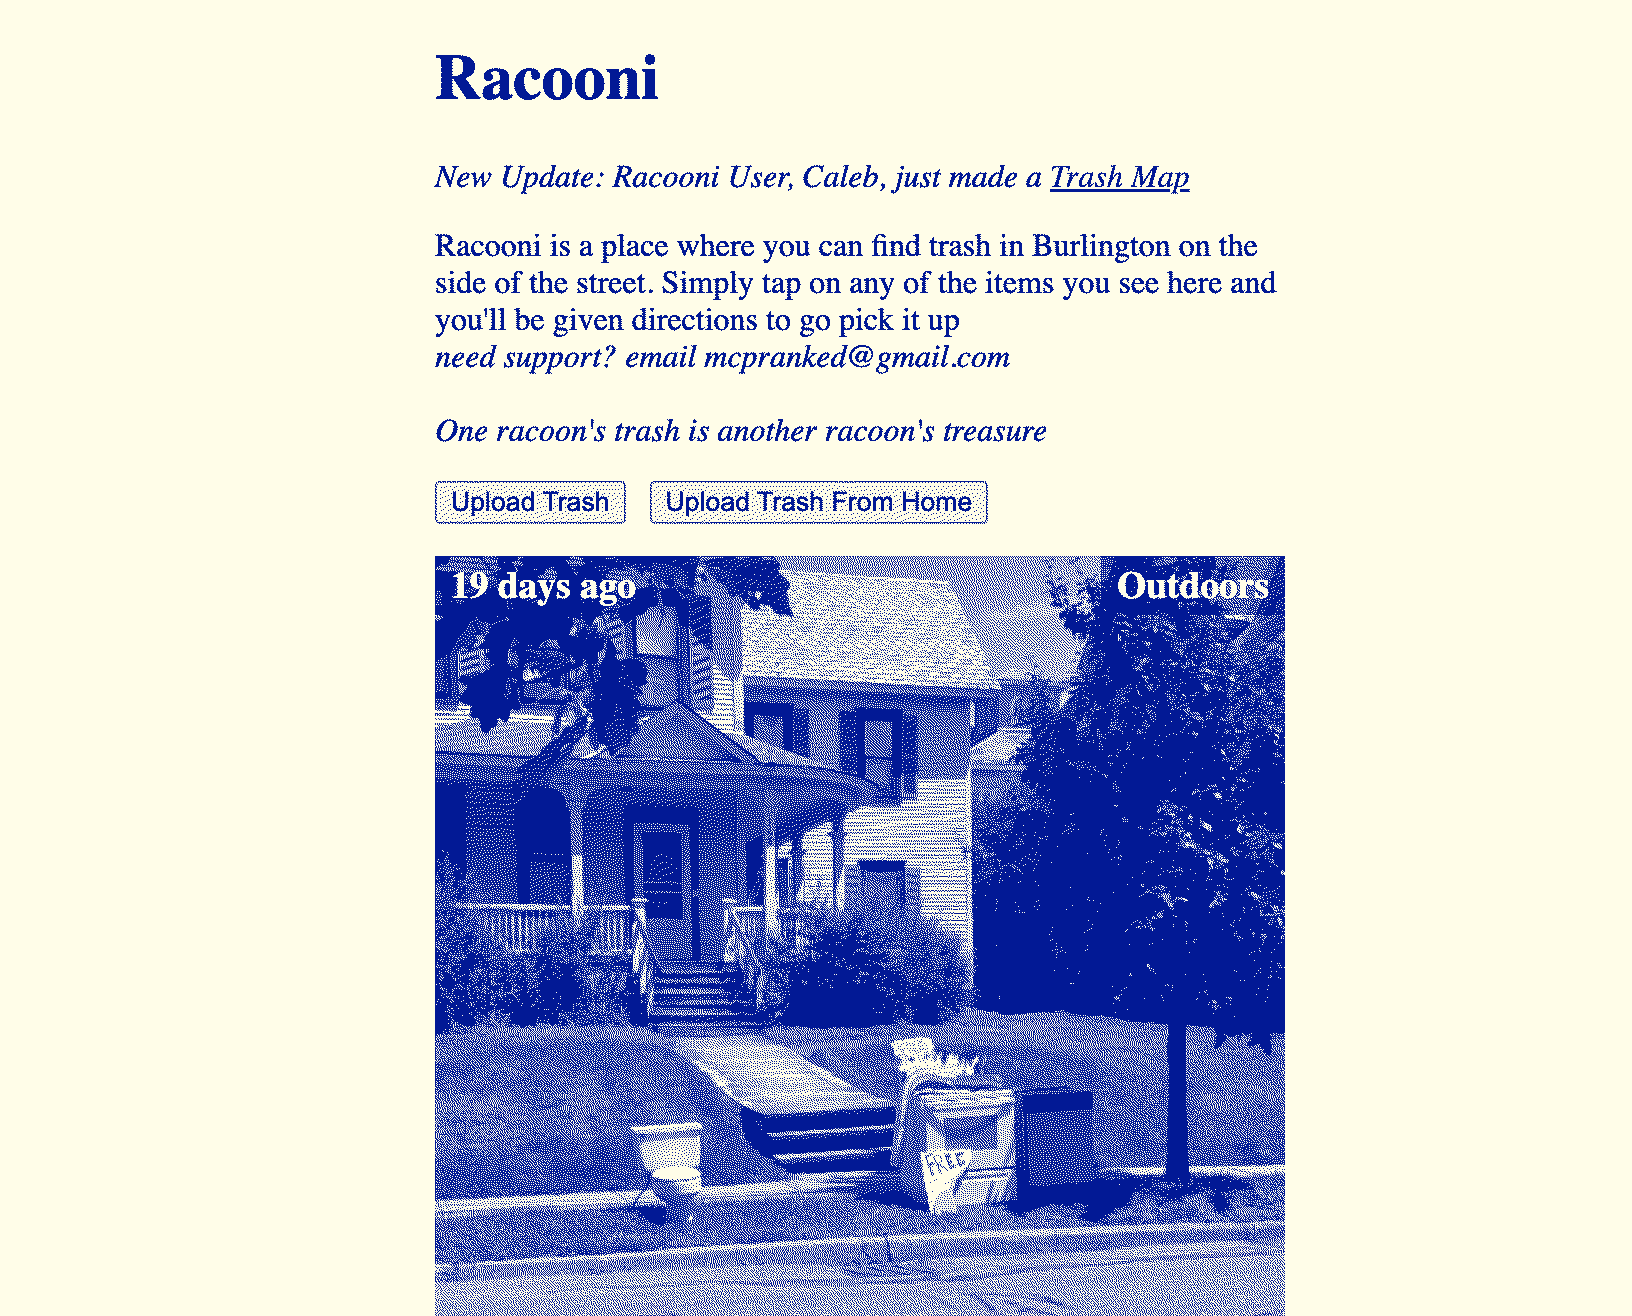 Racooni
New Update: Racooni User, Caleb, just made a Trash Map
Racooni is a place where you can find trash in Burlington on the
side of the street. Simply tap on any of the items you see here and
you'll be given directions to go pick it up
need support? email mcpranked@gmail.com
One racoon's trash is another racoon's treasure
Upload Trash Upload Trash From Home
19 days ago Outdoors
FREE